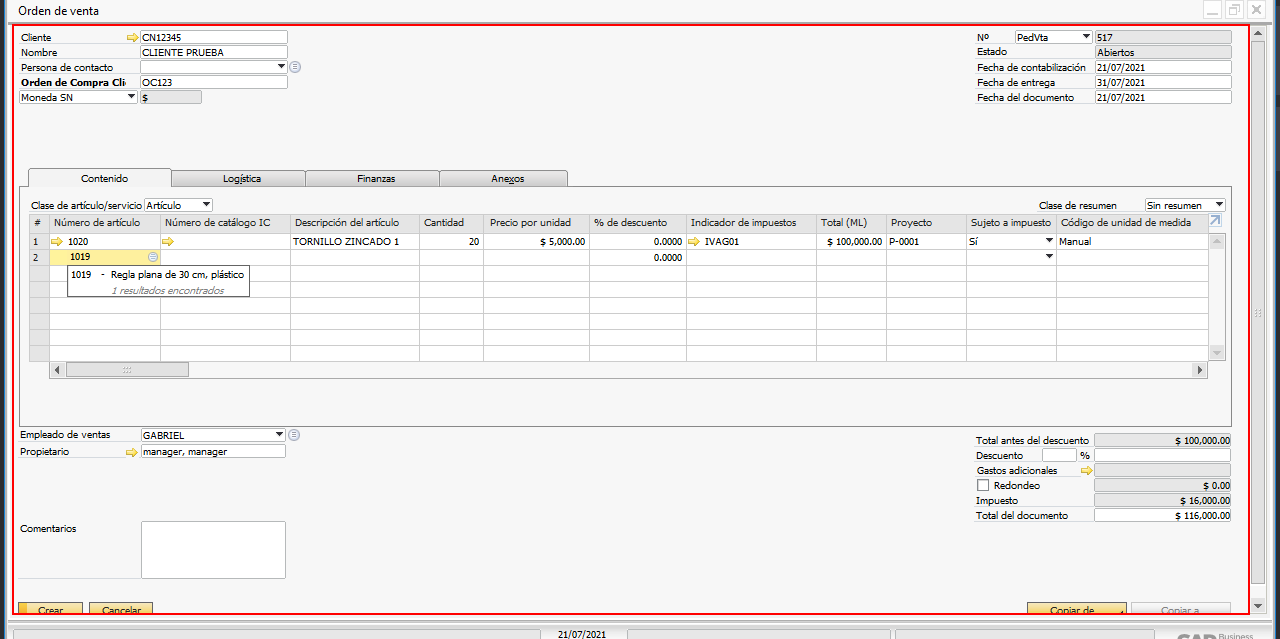 Orden de venta
Cliente CN12345
Nombre CLIENTE PRUEBA
Persona de contacto
Orden de Compra Cli OC123
Moneda SN $
Nº PedVta 517
Estado Abiertos
Fecha de contabilización 21/07/2021
Fecha de entrega 31/07/2021
Fecha del documento 21/07/2021
Contenido Logística Finanzas Anexos
Clase de artículo/servicio Artículo Clase de resumen Sin resumen
# Número de artículo Número de catálogo IC Descripción del artículo Cantidad Precio por unidad % de descuento Indicador de impuestos Total (ML) Proyecto Sujeto a impuesto Código de unidad de medida
1 1020 TORNILLO ZINCADO 1 20 $ 5,000.00 0.0000 IVAG01 $ 100,000.00 P-0001 Sí Manual
2 1019 0.0000
1019 - Regla plana de 30 cm, plástico
1 resultados encontrados
Empleado de ventas GABRIEL
Propietario manager, manager
Total antes del descuento $ 100,000.00
Descuento %
Gastos adicionales
Redondeo $ 0.00
Impuesto $ 16,000.00
Total del documento $ 116,000.00
Comentarios
Crear Cancelar Copiar de Copiar a
21/07/2021
Business